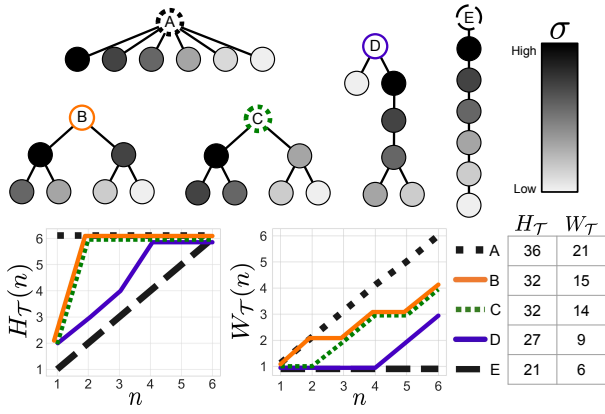 A
E
σ
D
High
B
C
Low
H_𝒯 W_𝒯
A 36 21
B 32 15
C 32 14
D 27 9
E 21 6
H_𝒯(n)
6
5
4
3
2
1
1 2 3 4 5 6
n
W_𝒯(n)
6
5
4
3
2
1
1 2 3 4 5 6
n